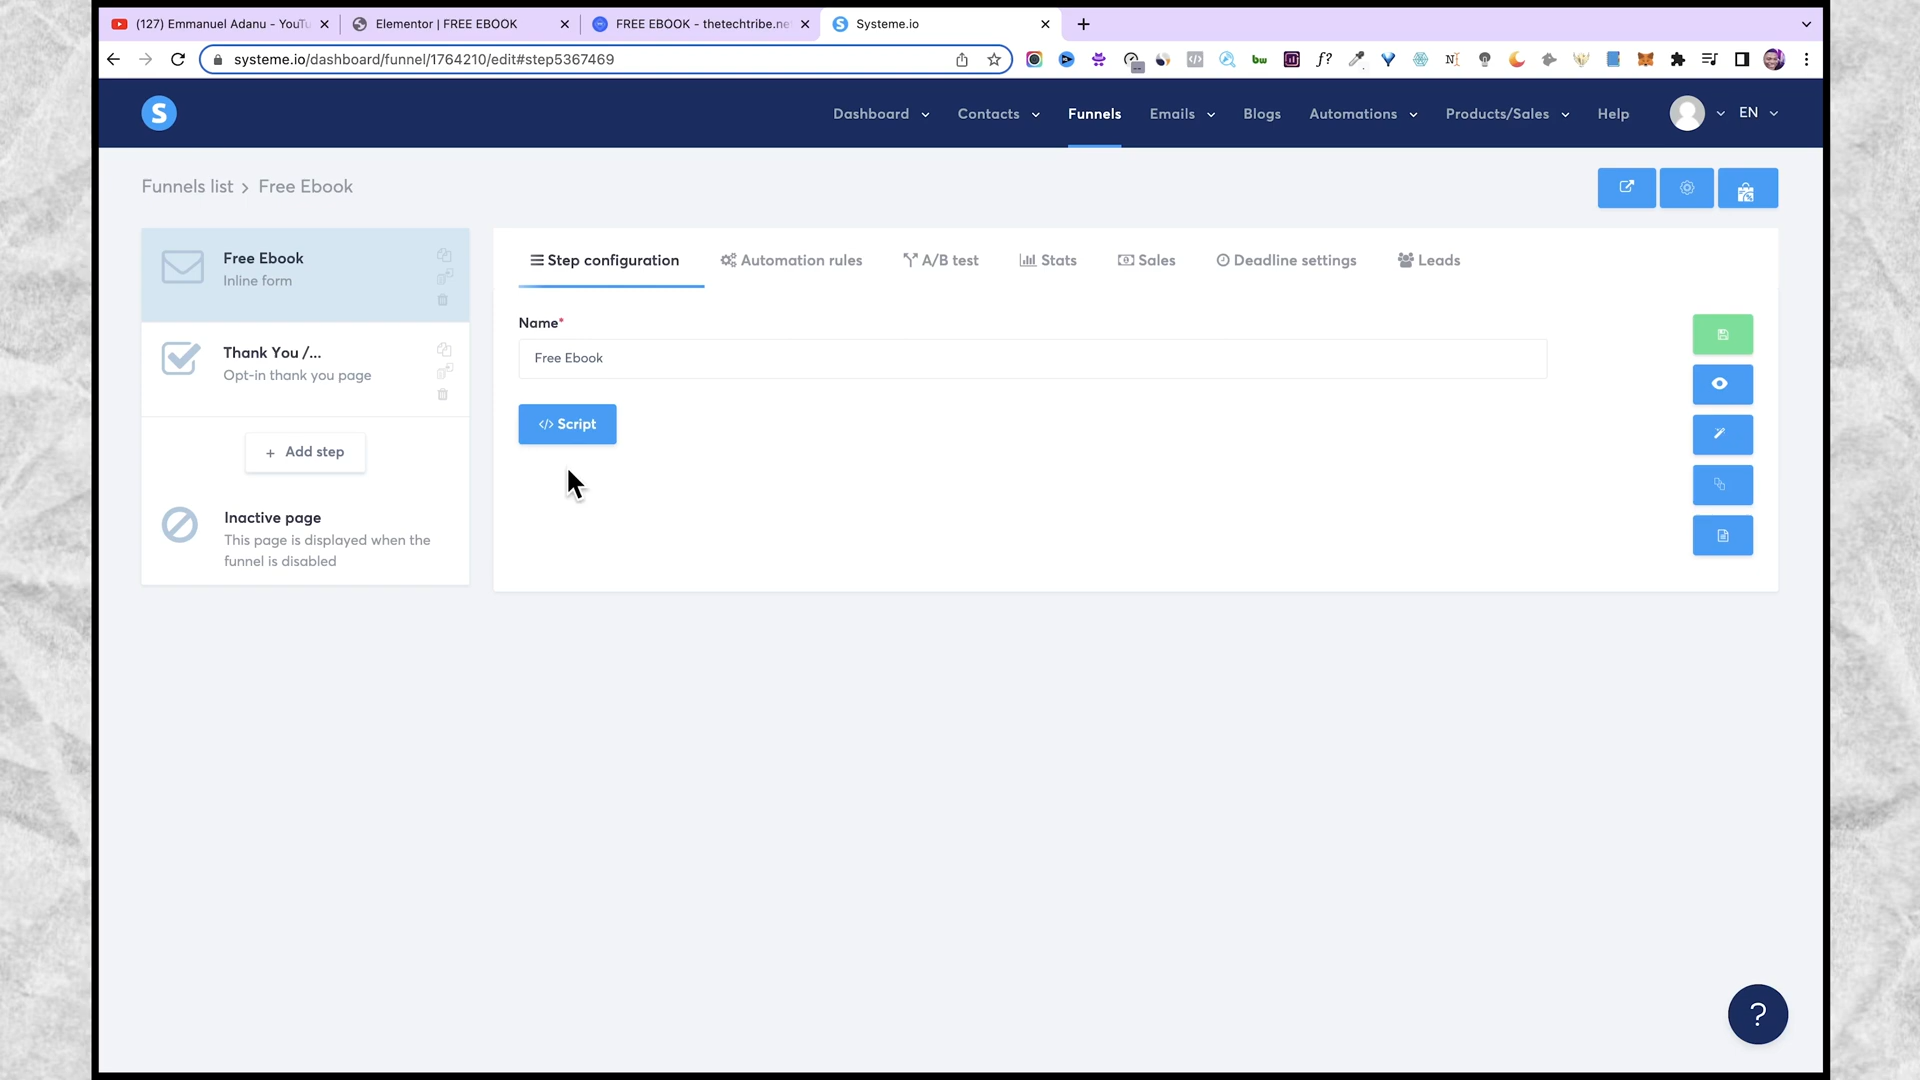 (127) Emmanuel Adanu - YouTu
Elementor | FREE EBOOK
FREE EBOOK - thetechtribe.ne
Systeme.io
systeme.io/dashboard/funnel/1764210/edit#step5367469
S
Dashboard
Contacts
Funnels
Emails
Blogs
Automations
Products/Sales
Help
EN
Funnels list > Free Ebook
Free Ebook
Inline form
Thank You /...
Opt-in thank you page
+ Add step
Inactive page
This page is displayed when the
funnel is disabled
Step configuration
Automation rules
A/B test
Stats
Sales
Deadline settings
Leads
Name*
Free Ebook
</> Script
?